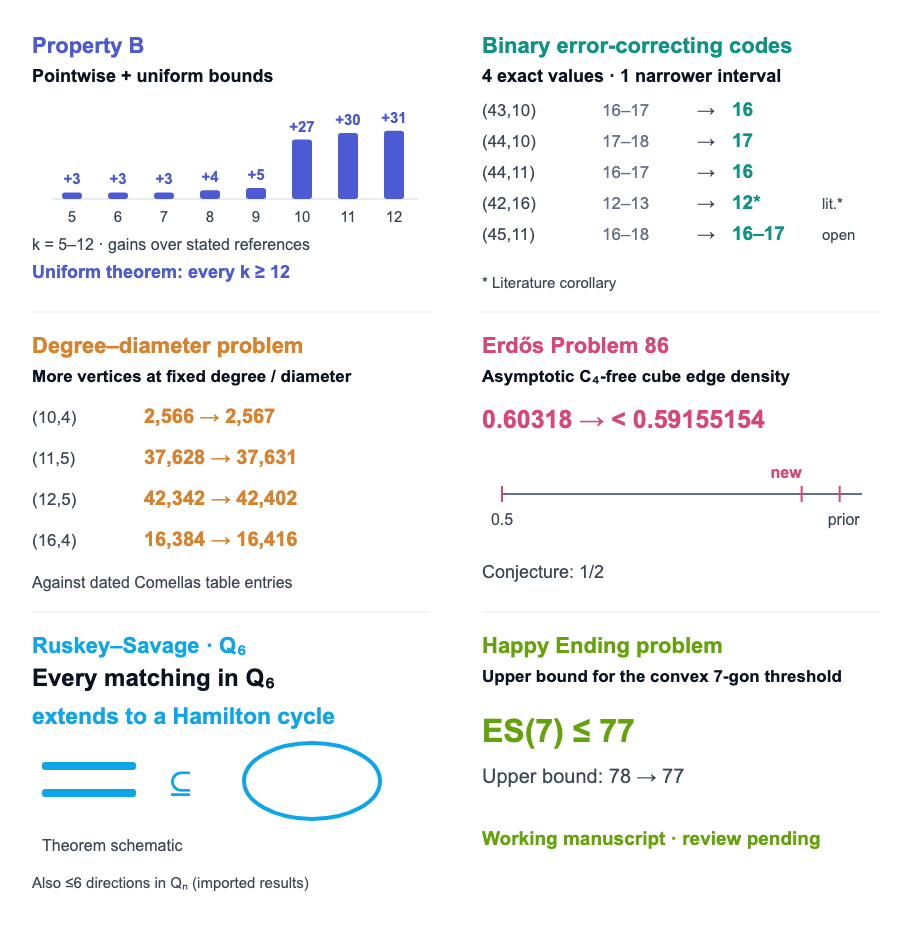 Property B
Pointwise + uniform bounds
+3 +3 +3 +4 +5 +27 +30 +31
5 6 7 8 9 10 11 12
k = 5–12 · gains over stated references
Uniform theorem: every k ≥ 12
Binary error-correcting codes
4 exact values · 1 narrower interval
(43,10) 16–17 → 16
(44,10) 17–18 → 17
(44,11) 16–17 → 16
(42,16) 12–13 → 12* lit.*
(45,11) 16–18 → 16–17 open
* Literature corollary
Degree–diameter problem
More vertices at fixed degree / diameter
(10,4) 2,566 → 2,567
(11,5) 37,628 → 37,631
(12,5) 42,342 → 42,402
(16,4) 16,384 → 16,416
Against dated Comellas table entries
Erdős Problem 86
Asymptotic C₄-free cube edge density
0.60318 → < 0.59155154
new
0.5 prior
Conjecture: 1/2
Ruskey–Savage · Q₆
Every matching in Q₆
extends to a Hamilton cycle
⊆
Theorem schematic
Also ≤6 directions in Qₙ (imported results)
Happy Ending problem
Upper bound for the convex 7-gon threshold
ES(7) ≤ 77
Upper bound: 78 → 77
Working manuscript · review pending